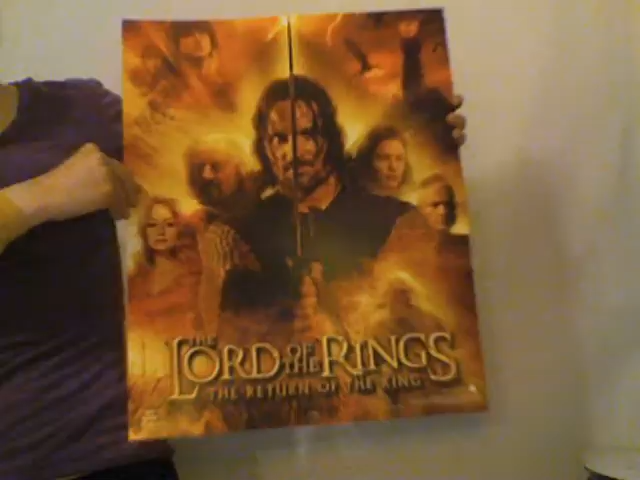 THE
LORD OF THE RINGS
THE RETURN OF THE KING